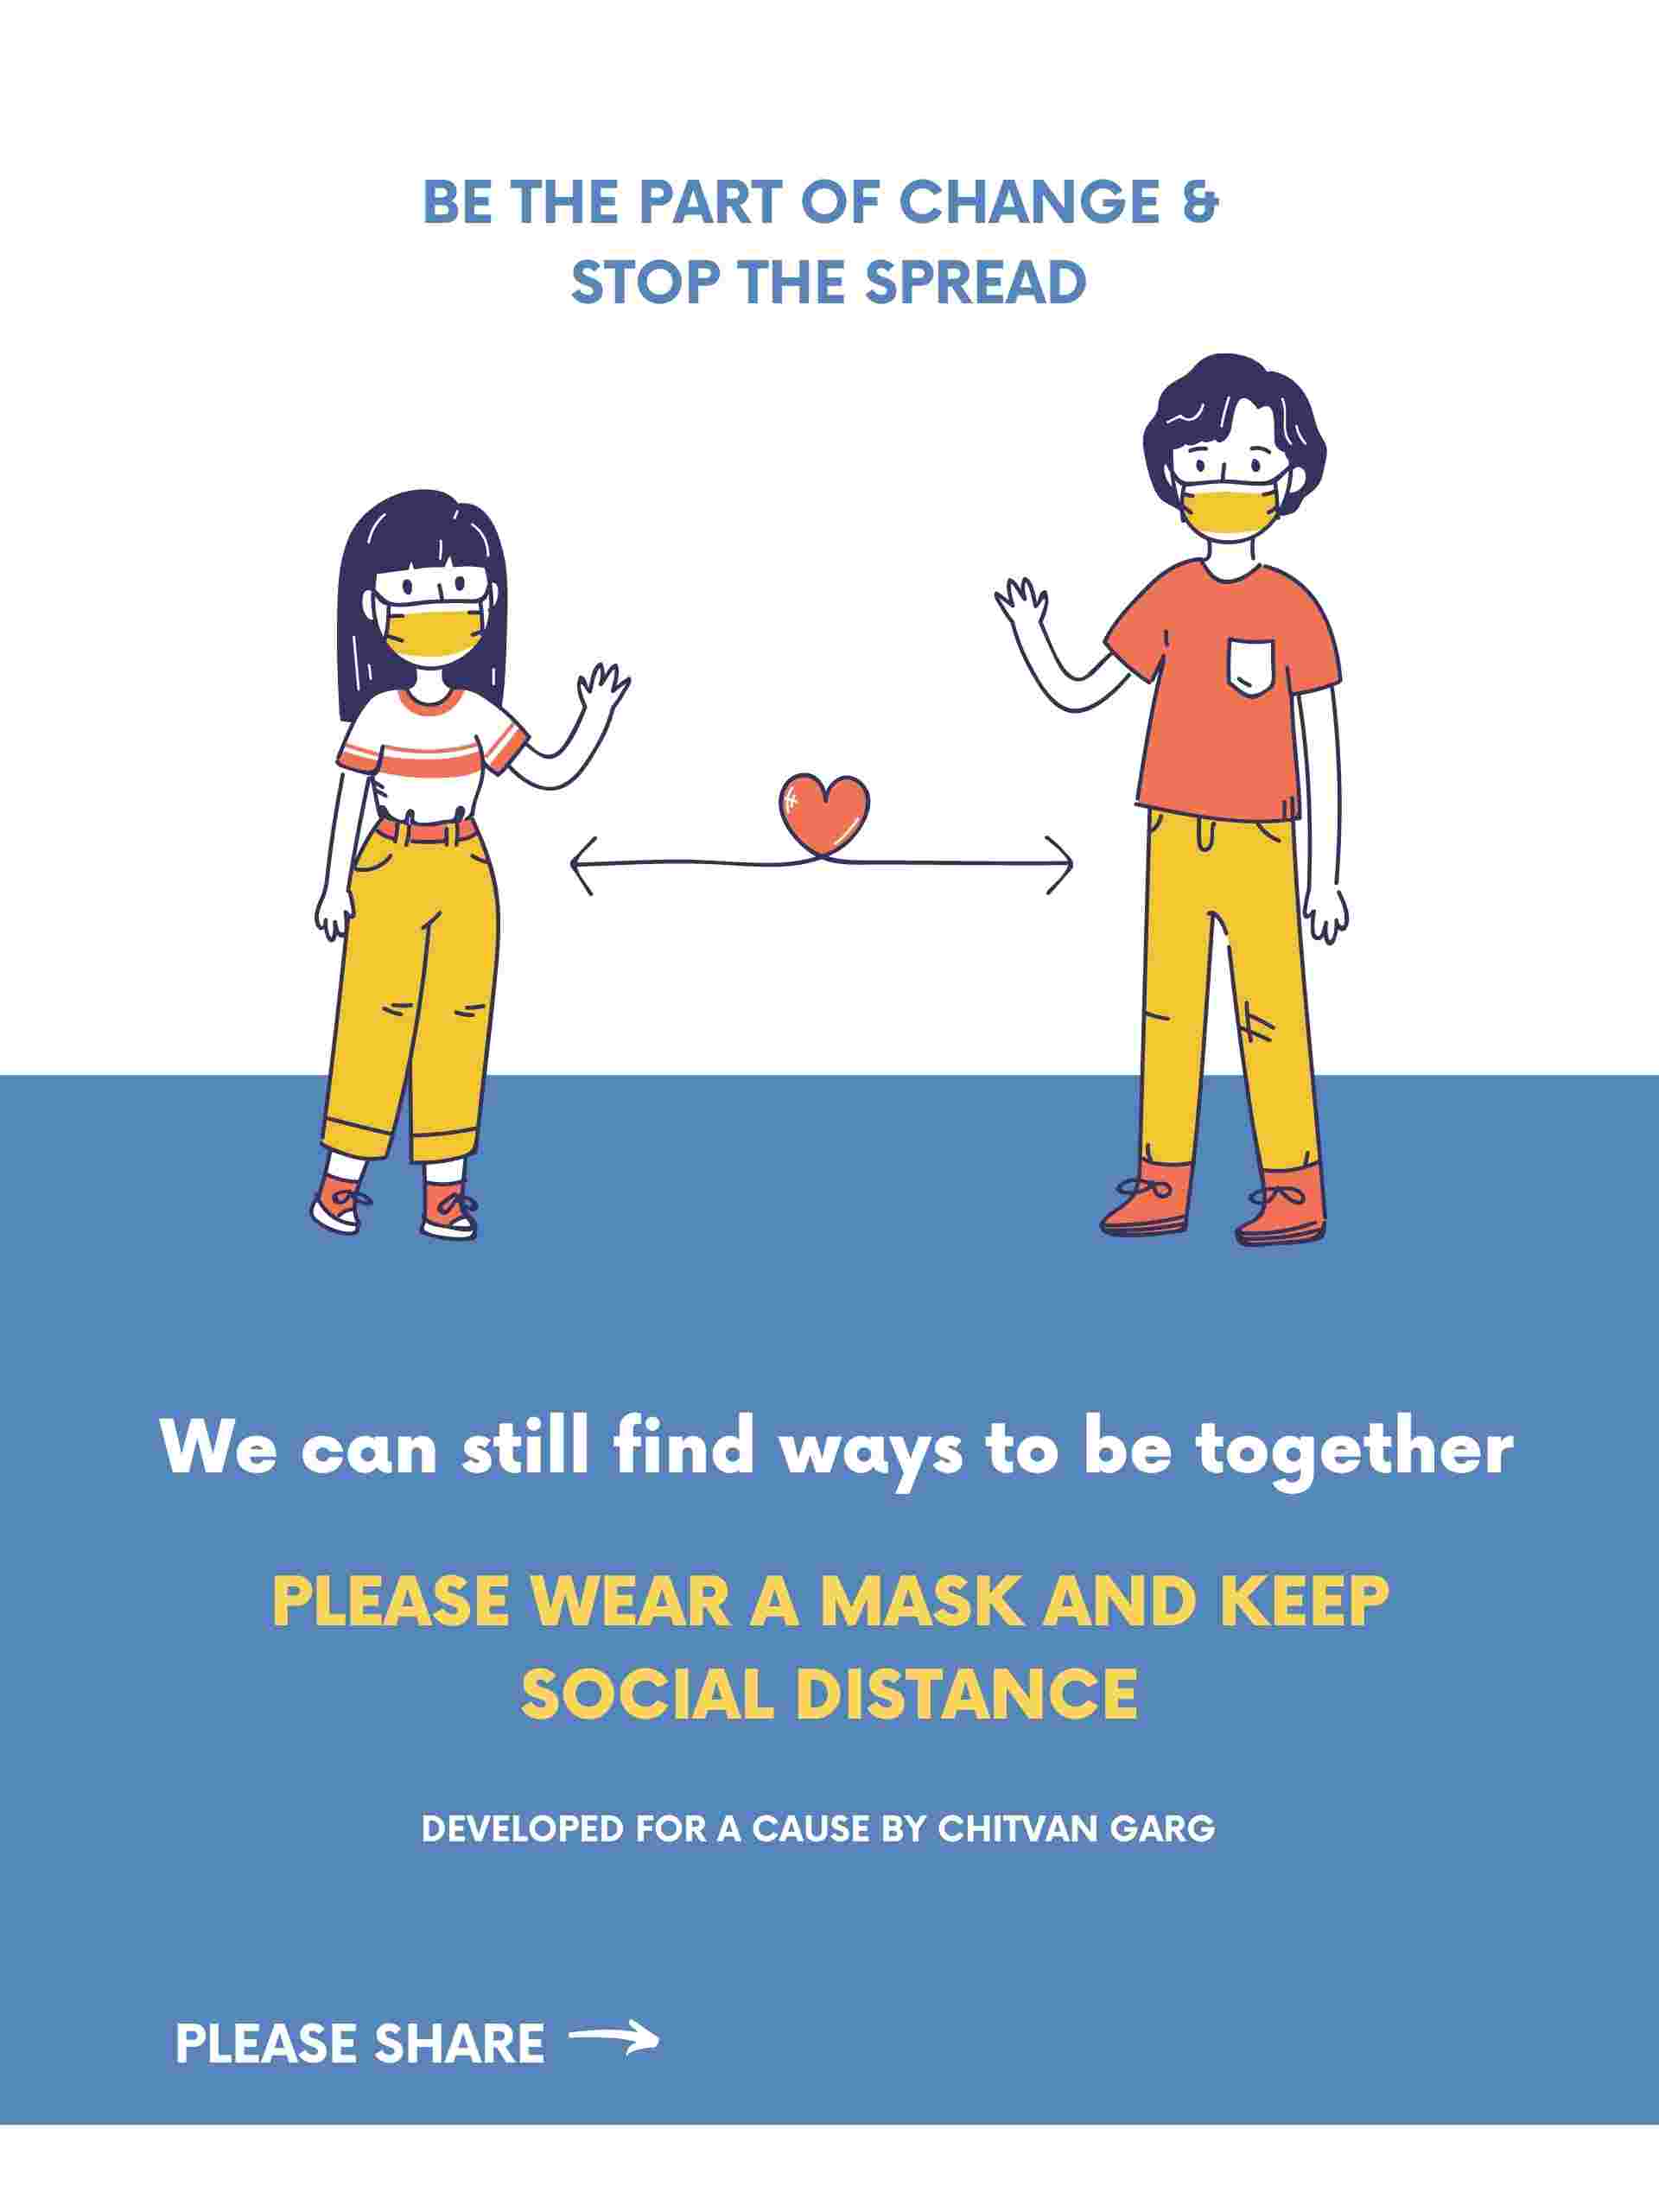 BE THE PART OF CHANGE &
STOP THE SPREAD
We can still find ways to be together
PLEASE WEAR A MASK AND KEEP
SOCIAL DISTANCE
DEVELOPED FOR A CAUSE BY CHITVAN GARG
PLEASE SHARE